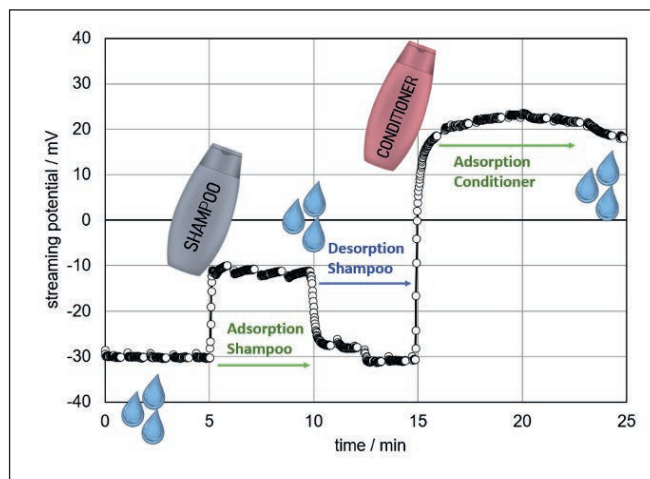 40
30
20
10
0
-10
-20
-30
-40
streaming potential / mV
SHAMPOO
CONDITIONER
Adsorption
Conditioner
Desorption
Shampoo
Adsorption
Shampoo
0 5 10 15 20 25
time / min